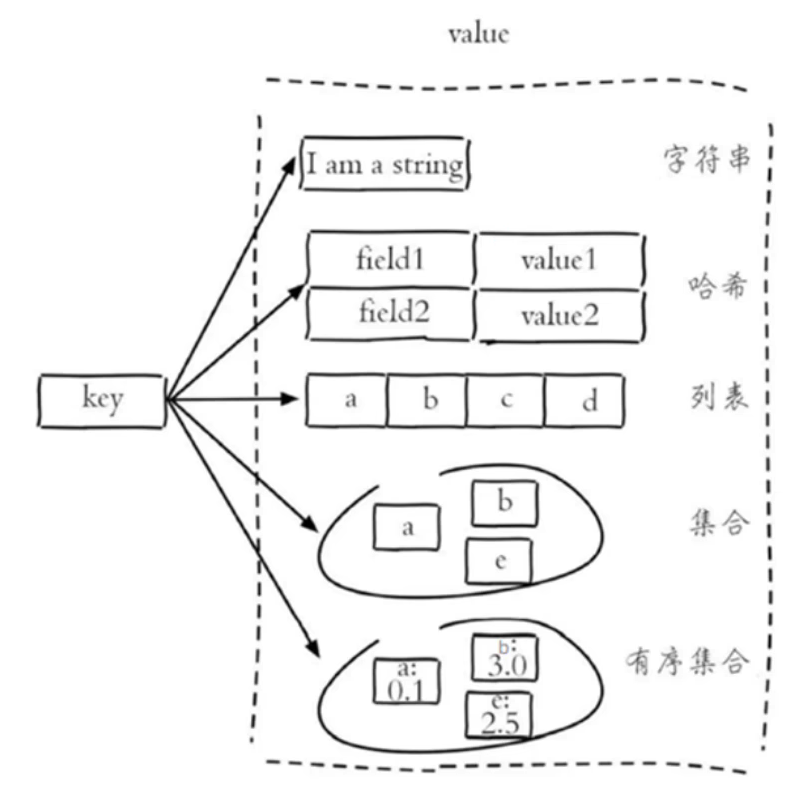 value
I am a string
字符串
field1 value1
哈希
field2 value2
key
a b c d
列表
a
b
e
集合
a:
0.1
b:
3.0
e:
2.5
有序集合